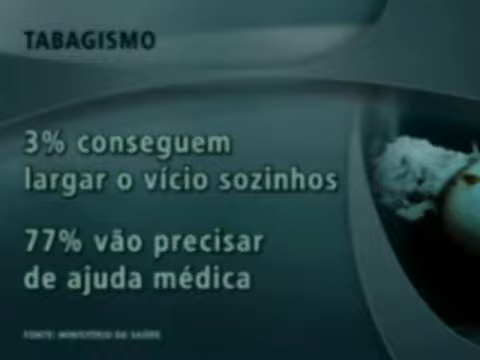 TABAGISMO
3% conseguem
largar o vício sozinhos
77% vão precisar
de ajuda médica
FONTE: MINISTÉRIO DA SAÚDE